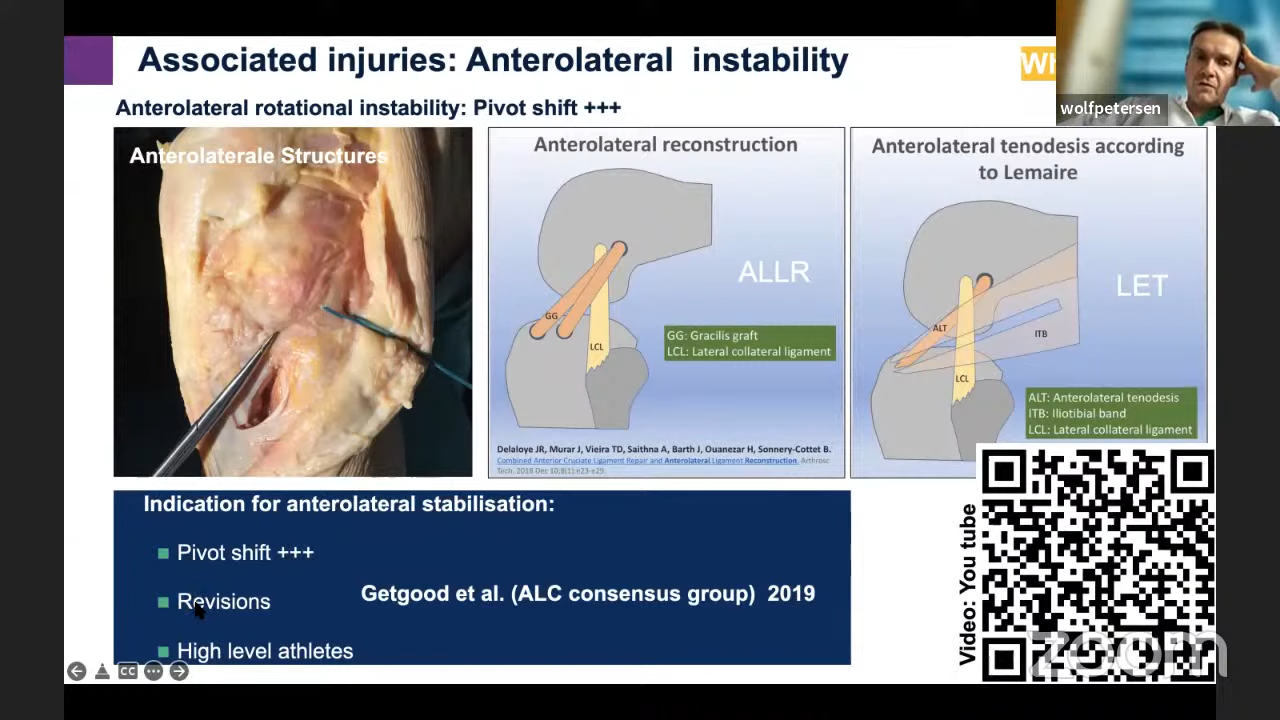 Associated injuries: Anterolateral instability
Wh
wolfpetersen
Anterolateral rotational instability: Pivot shift +++
Anterolaterale Structures
Anterolateral reconstruction
ALLR
GG
LCL
GG: Gracilis graft
LCL: Lateral collateral ligament
Delaloye JR, Murar J, Vieira TD, Saithna A, Barth J, Ouanezar H, Sonnery-Cottet B.
Combined Anterior Cruciate Ligament Repair and Anterolateral Ligament Reconstruction. Arthrosc
Tech. 2018 Dec 10;8(1):e23-e29.
Anterolateral tenodesis according
to Lemaire
LET
ALT
ITB
LCL
ALT: Anterolateral tenodesis
ITB: Iliotibial band
LCL: Lateral collateral ligament
Indication for anterolateral stabilisation:
Pivot shift +++
Revisions
High level athletes
Getgood et al. (ALC consensus group) 2019
Video: You tube
CC
zoom